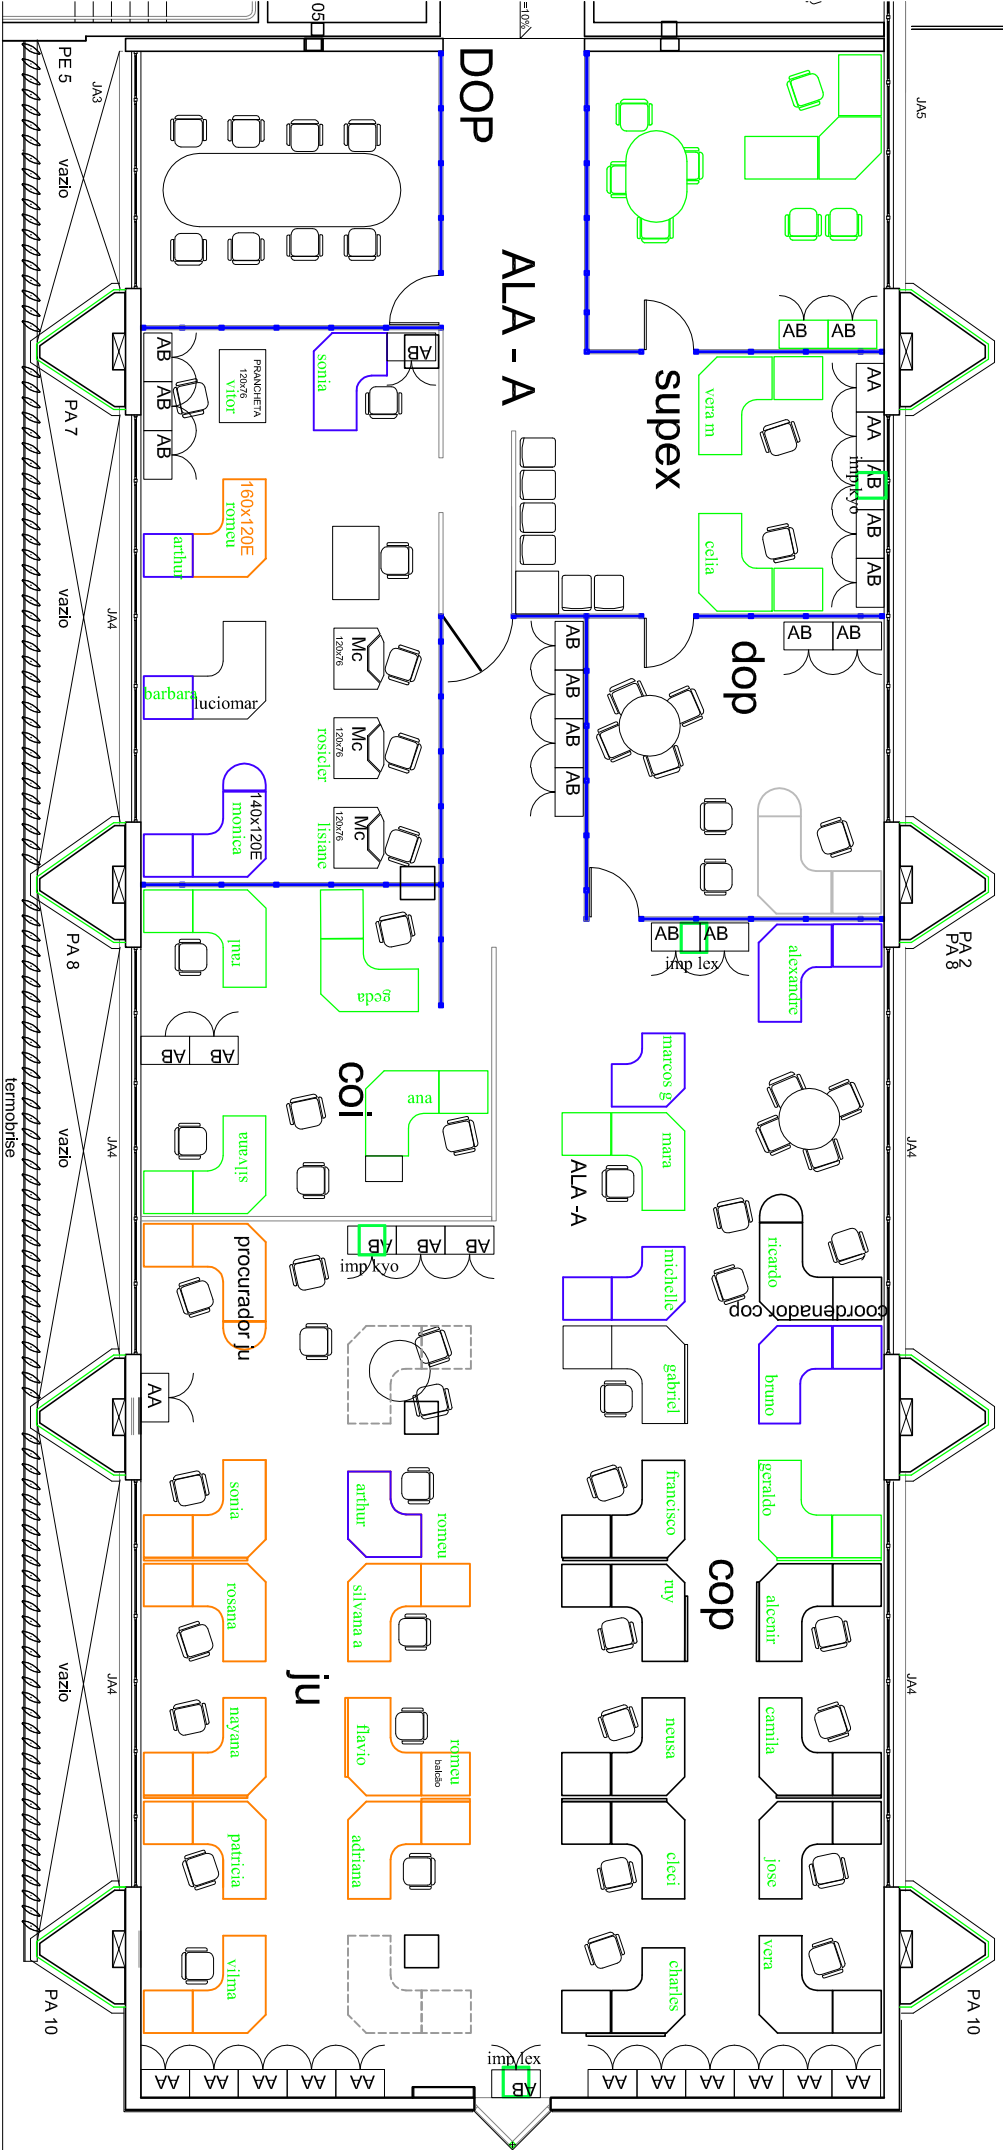 05
=10%
PE 5
JA3
vazio
DOP
ALA - A
JA5
AB
AB
AB
AB
AB
PRANCHETA
120x76
vitor
sonia
AB
PA 7
supex
vera m
AA
AA
AB
imp kyo
AB
AB
celia
160x120E
romeu
arthur
vazio
JA4
barbara
luciomar
Mc
120x76
Mc
120x76
rosicler
Mc
120x76
lisiane
140x120E
monica
AB
AB
AB
AB
dop
AB
AB
PA 8
PA 2
PA 8
raul
geda
AB
AB
imp lex
alexandre
marcos g
AB
AB
coi
ana
mara
ALA -A
silvana
termobrise
vazio
JA4
JA4
procurador ju
AB
AB
AB
imp kyo
michelle
ricardo
coordenador cop
gabriel
bruno
AA
sonia
arthur
romeu
francisco
geraldo
rosana
silvana a
ruy
cop
alcenir
ju
vazio
JA4
JA4
nayana
flavio
romeu
balcão
neusa
camila
patricia
adriana
cleci
jose
vilma
charles
vera
PA 10
PA 10
imp lex
AA
AA
AA
AA
AA
AB
AA
AA
AA
AA
AA
AA